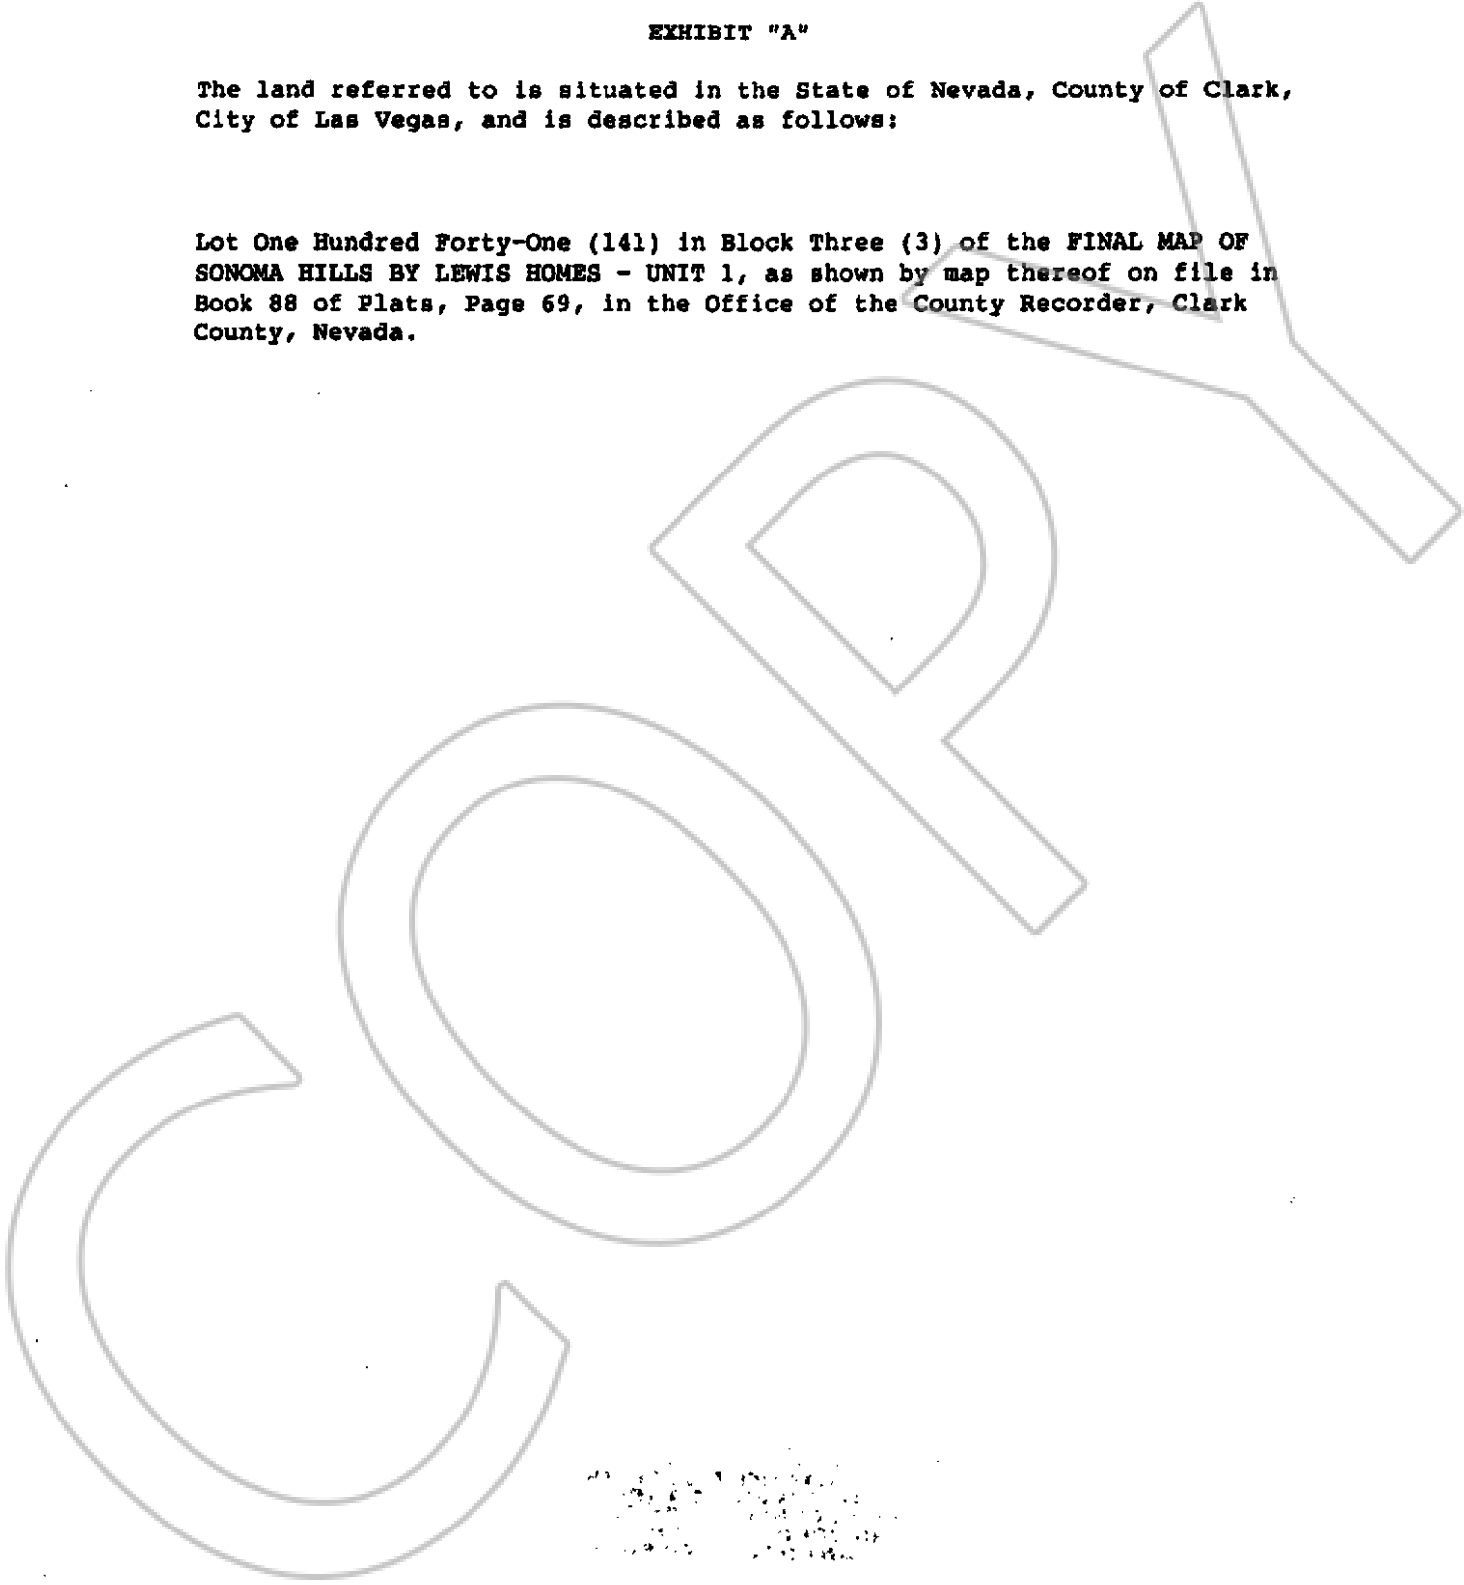 EXHIBIT "A"
The land referred to is situated in the State of Nevada, County of Clark,
City of Las Vegas, and is described as follows:
Lot One Hundred Forty-One (141) in Block Three (3) of the FINAL MAP OF
SONOMA HILLS BY LEWIS HOMES - UNIT 1, as shown by map thereof on file in
Book 88 of Plats, Page 69, in the Office of the County Recorder, Clark
County, Nevada.
COPY